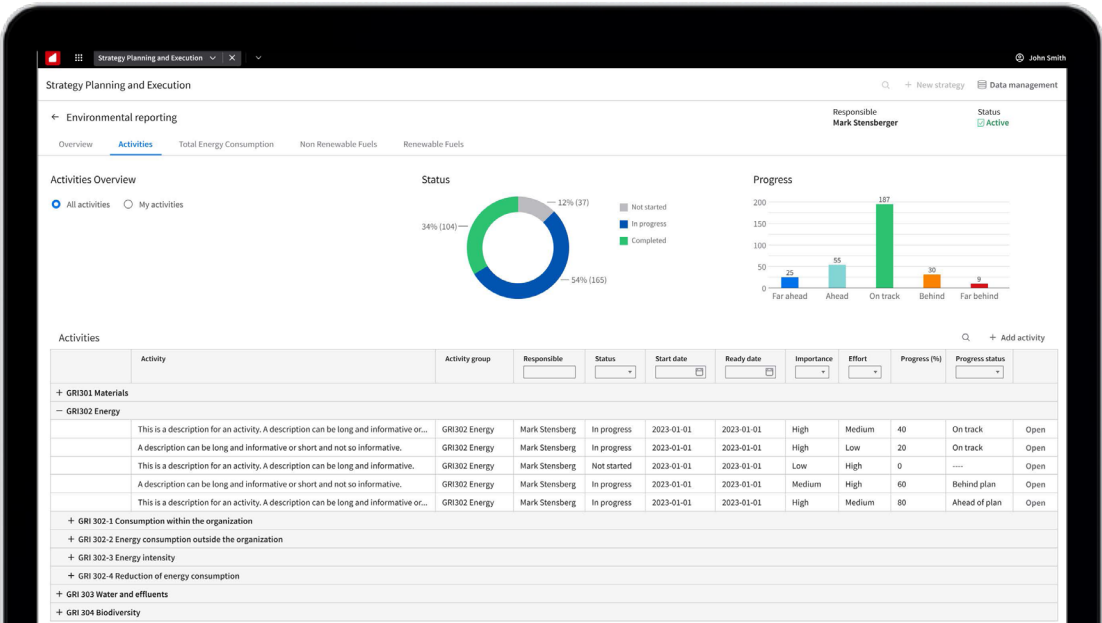 Strategy Planning and Execution
John Smith
Strategy Planning and Execution
+ New strategy
Data management
← Environmental reporting
Responsible
Mark Stensberger
Status
Active
Overview
Activities
Total Energy Consumption
Non Renewable Fuels
Renewable Fuels
Activities Overview
All activities
My activities
Status
12% (37)
34% (104)
54% (165)
Not started
In progress
Completed
Progress
200
150
100
50
0
25
55
187
30
9
Far ahead
Ahead
On track
Behind
Far behind
Activities
+ Add activity
Activity Activity group Responsible Status Start date Ready date Importance Effort Progress (%) Progress status
+ GRI301 Materials
− GRI302 Energy
This is a description for an activity. A description can be long and informative or... GRI302 Energy Mark Stensberg In progress 2023-01-01 2023-01-01 High Medium 40 On track Open
A description can be long and informative or short and not so informative. GRI302 Energy Mark Stensberg In progress 2023-01-01 2023-01-01 High Low 20 On track Open
This is a description for an activity. A description can be long and informative. GRI302 Energy Mark Stensberg Not started 2023-01-01 2023-01-01 Low High 0 ---- Open
A description can be long and informative or short and not so informative. GRI302 Energy Mark Stensberg In progress 2023-01-01 2023-01-01 Medium High 60 Behind plan Open
This is a description for an activity. A description can be long and informative or... GRI302 Energy Mark Stensberg In progress 2023-01-01 2023-01-01 High Medium 80 Ahead of plan Open
+ GRI 302-1 Consumption within the organization
+ GRI 302-2 Energy consumption outside the organization
+ GRI 302-3 Energy intensity
+ GRI 302-4 Reduction of energy consumption
+ GRI 303 Water and effluents
+ GRI 304 Biodiversity